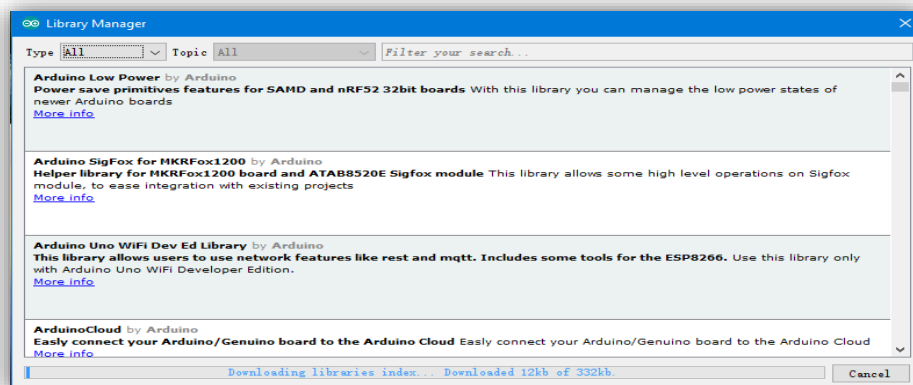 Library Manager
Type All Topic All Filter your search...
Arduino Low Power by Arduino
Power save primitives features for SAMD and nRF52 32bit boards With this library you can manage the low power states of
newer Arduino boards
More info
Arduino SigFox for MKRFox1200 by Arduino
Helper library for MKRFox1200 board and ATAB8520E Sigfox module This library allows some high level operations on Sigfox
module, to ease integration with existing projects
More info
Arduino Uno WiFi Dev Ed Library by Arduino
This library allows users to use network features like rest and mqtt. Includes some tools for the ESP8266. Use this library only
with Arduino Uno WiFi Developer Edition.
More info
ArduinoCloud by Arduino
Easly connect your Arduino/Genuino board to the Arduino Cloud Easly connect your Arduino/Genuino board to the Arduino Cloud
More info
Downloading libraries index... Downloaded 12kb of 332kb.
Cancel